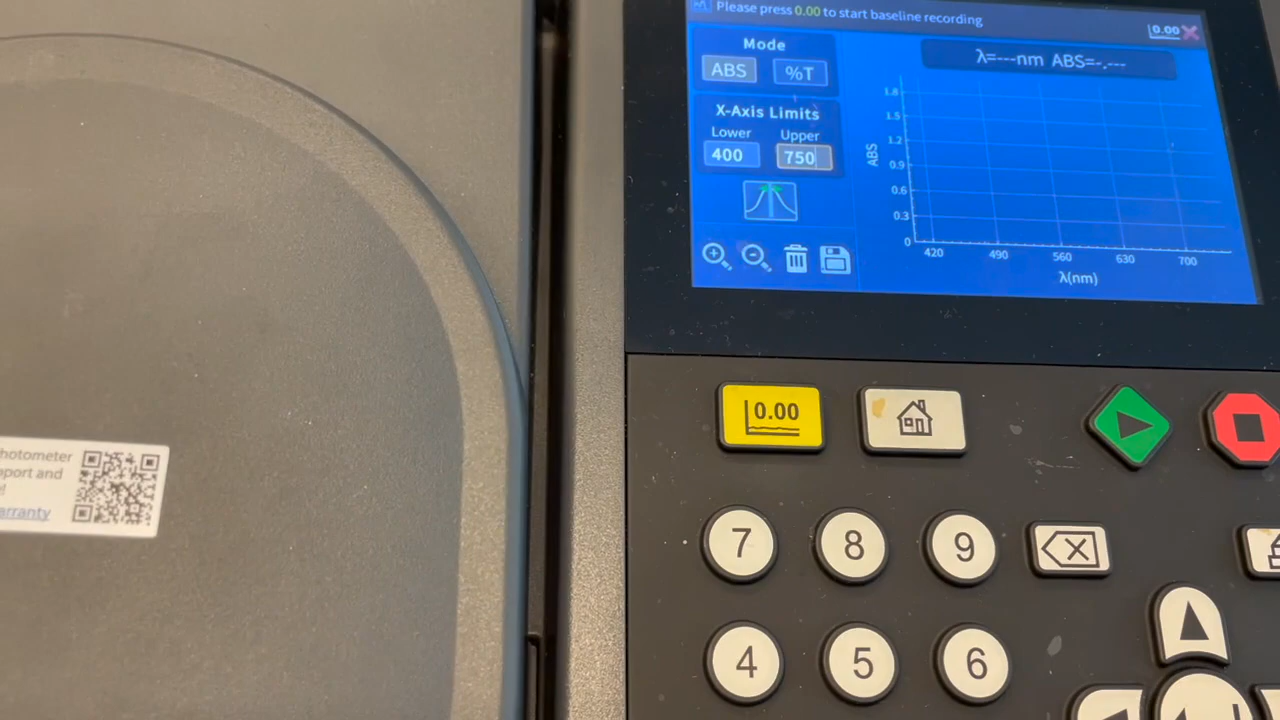 Please press 0.00 to start baseline recording
0.00
Mode
ABS %T
X-Axis Limits
Lower Upper
400 750
λ=---nm ABS=-.---
ABS
1.8
1.5
1.2
0.9
0.6
0.3
0
420 490 560 630 700
λ(nm)
0.00
7 8 9
4 5 6
hotometer
port and
arranty